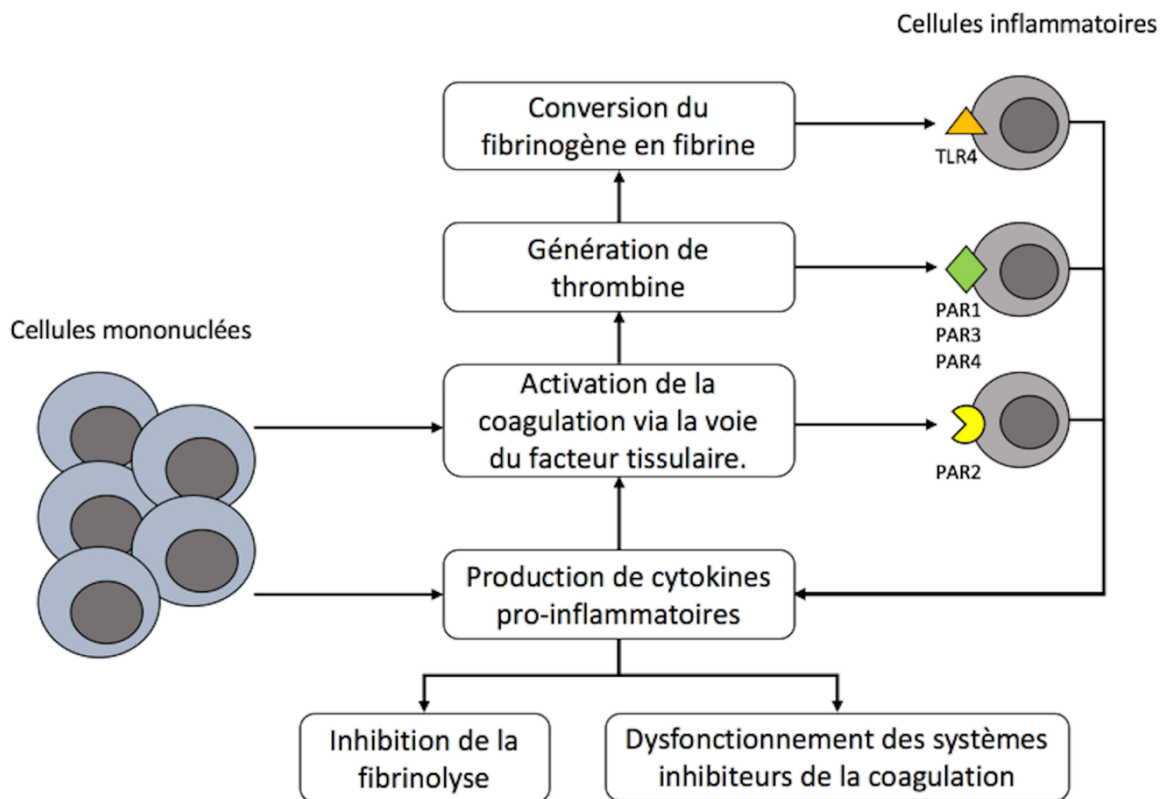 Cellules inflammatoires
Conversion du
fibrinogène en fibrine
TLR4
Génération de
thrombine
PAR1
PAR3
PAR4
Cellules mononuclées
Activation de la
coagulation via la voie
du facteur tissulaire.
PAR2
Production de cytokines
pro-inflammatoires
Inhibition de la
fibrinolyse
Dysfonctionnement des systèmes
inhibiteurs de la coagulation